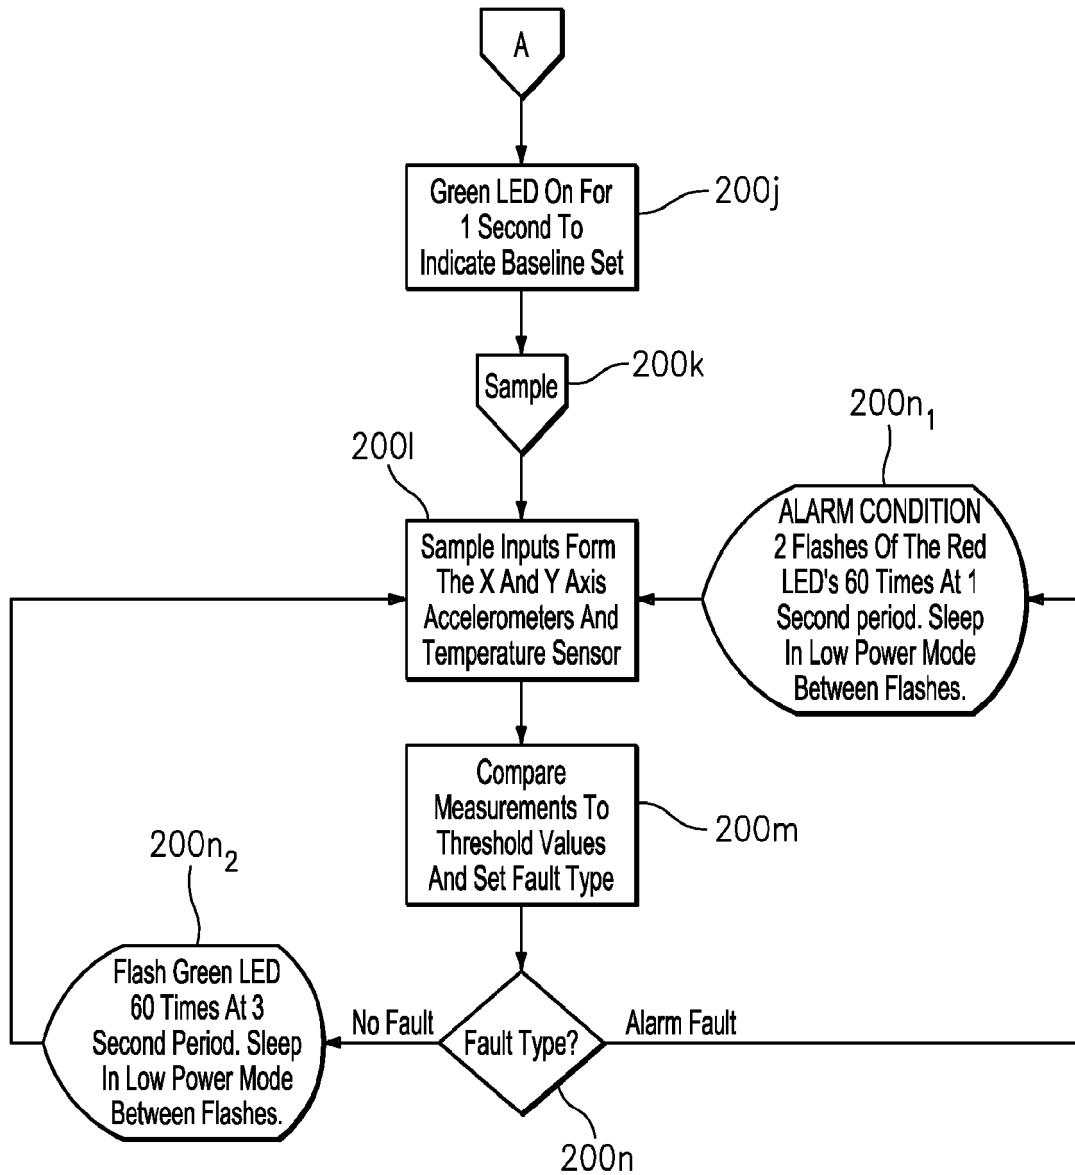 A
Green LED On For
1 Second To
Indicate Baseline Set
200j
Sample
200k
200l
Sample Inputs Form
The X And Y Axis
Accelerometers And
Temperature Sensor
200n1
ALARM CONDITION
2 Flashes Of The Red
LED's 60 Times At 1
Second period. Sleep
In Low Power Mode
Between Flashes.
Compare
Measurements To
Threshold Values
And Set Fault Type
200m
200n2
Flash Green LED
60 Times At 3
Second Period. Sleep
In Low Power Mode
Between Flashes.
No Fault
Fault Type?
Alarm Fault
200n